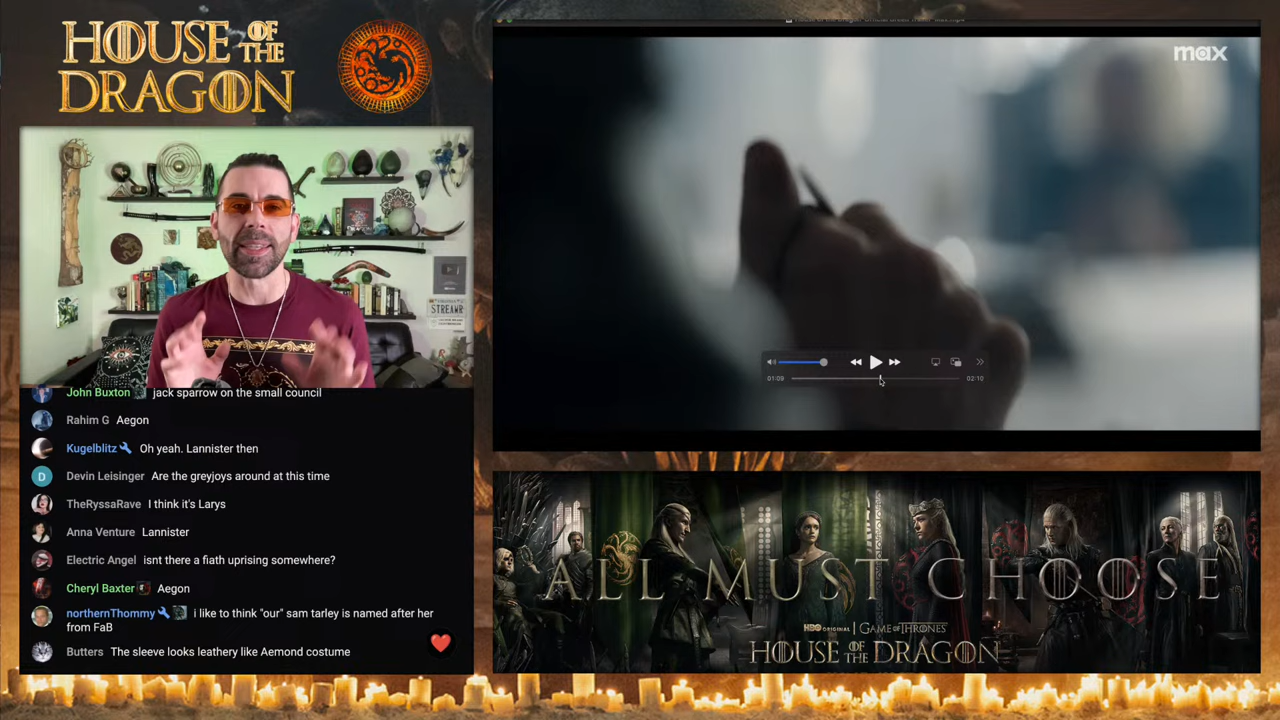 HOUSE OF THE DRAGON
max
STREAMR
John Buxton jack sparrow on the small council
Rahim G Aegon
Kugelblitz Oh yeah. Lannister then
Devin Leisinger Are the greyjoys around at this time
D
TheRyssaRave I think it's Larys
Anna Venture Lannister
Electric Angel isnt there a fiath uprising somewhere?
Cheryl Baxter Aegon
northernThommy i like to think "our" sam tarley is named after her
from FaB
Butters The sleeve looks leathery like Aemond costume
01:09
02:10
ALL MUST CHOOSE
HBO ORIGINAL | GAME OF THRONES
HOUSE OF THE DRAGON